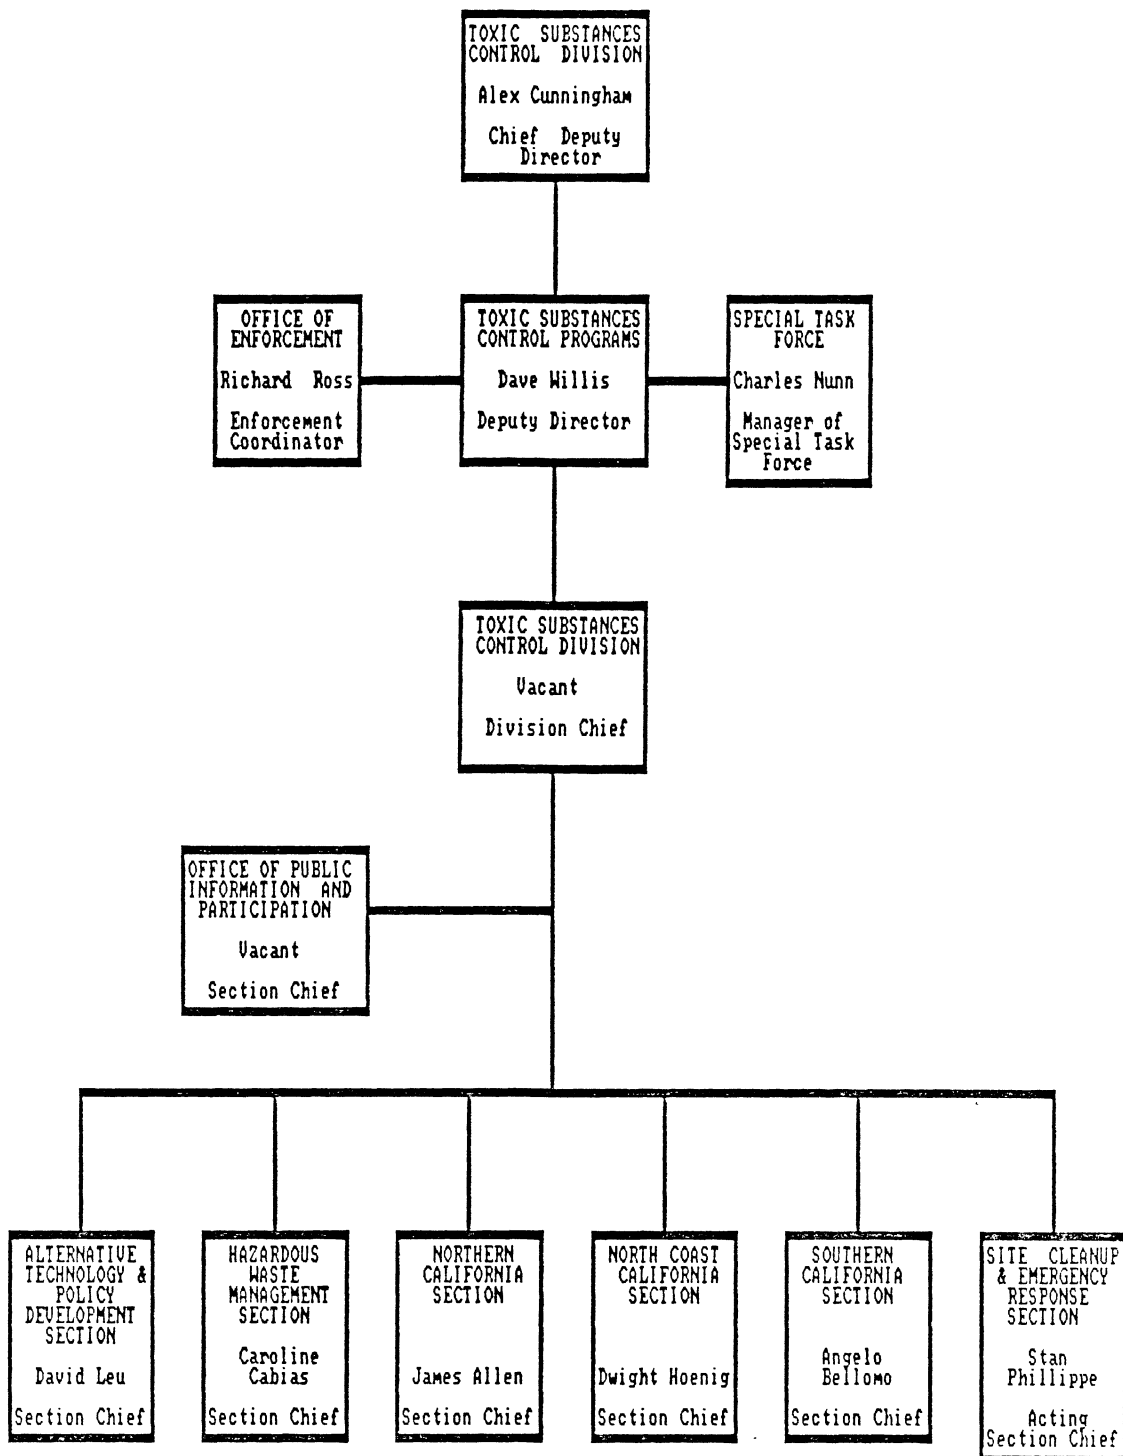 TOXIC SUBSTANCES
CONTROL DIVISION
Alex Cunningham
Chief Deputy
Director
OFFICE OF
ENFORCEMENT
Richard Ross
Enforcement
Coordinator
TOXIC SUBSTANCES
CONTROL PROGRAMS
Dave Willis
Deputy Director
SPECIAL TASK
FORCE
Charles Nunn
Manager of
Special Task
Force
TOXIC SUBSTANCES
CONTROL DIVISION
Vacant
Division Chief
OFFICE OF PUBLIC
INFORMATION AND
PARTICIPATION
Vacant
Section Chief
ALTERNATIVE
TECHNOLOGY &
POLICY
DEVELOPMENT
SECTION
David Leu
Section Chief
HAZARDOUS
WASTE
MANAGEMENT
SECTION
Caroline
Cabias
Section Chief
NORTHERN
CALIFORNIA
SECTION
James Allen
Section Chief
NORTH COAST
CALIFORNIA
SECTION
Dwight Hoenig
Section Chief
SOUTHERN
CALIFORNIA
SECTION
Angelo
Bellomo
Section Chief
SITE CLEANUP
& EMERGENCY
RESPONSE
SECTION
Stan
Phillippe
Acting
Section Chief